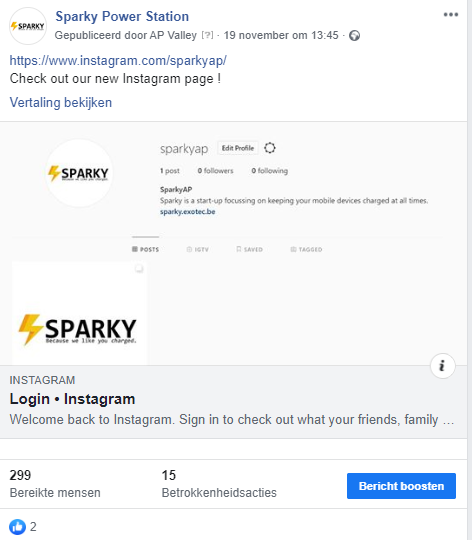 SPARKY
Sparky Power Station
Gepubliceerd door AP Valley [?] · 19 november om 13:45 ·
https://www.instagram.com/sparkyap/
Check out our new Instagram page !
Vertaling bekijken
sparkyap Edit Profile
1 post 0 followers 0 following
SPARKY
Because we like you charged.
SparkyAP
Sparky is a start-up focussing on keeping your mobile devices charged at all times.
sparky.exotec.be
POSTS IGTV SAVED TAGGED
SPARKY
Because we like you charged.
i
INSTAGRAM
Login • Instagram
Welcome back to Instagram. Sign in to check out what your friends, family ...
299 15
Bereikte mensen Betrokkenheidsacties
Bericht boosten
2